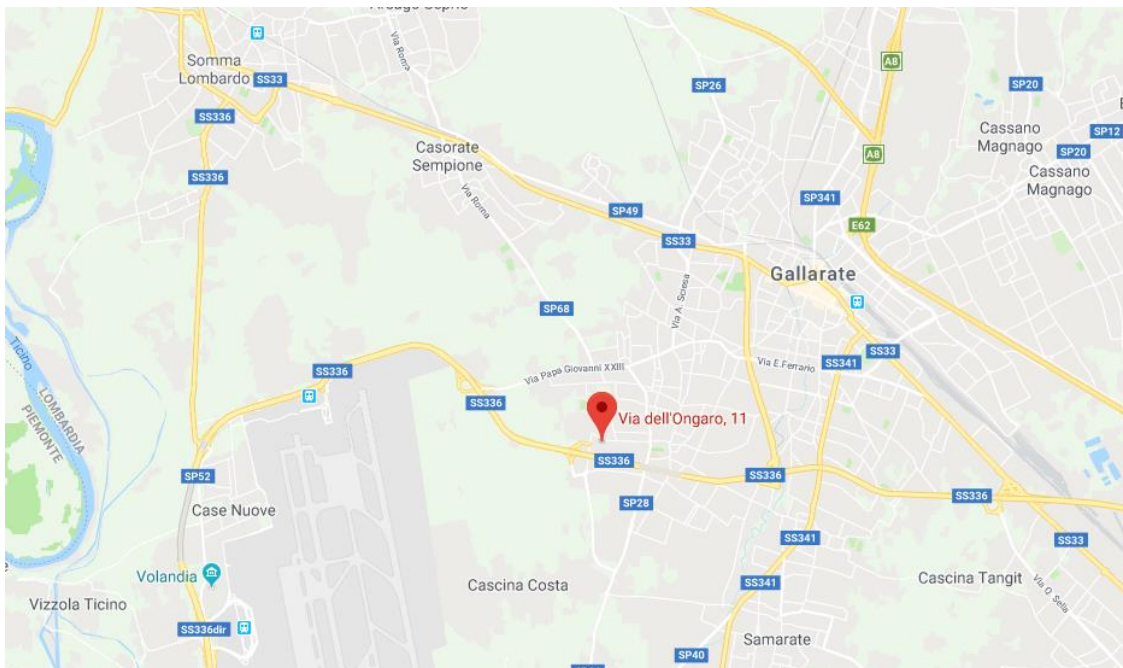 Somma
Lombardo
SS33
Via Roma
A8
SP26
SP20
SS336
Cassano
Magnago
SP12
SP20
Casorate
Sempione
A8
Cassano
Magnago
SS336
Via Roma
SP341
SP49
E62
SS33
Gallarate
Via A. Sciesa
SP68
Ticino
LOMBARDIA
PIEMONTE
SS336
Via Papa Giovanni XXIII
Via E.Ferrario
SS341
SS33
SS336
Via dell'Ongaro, 11
SS336
SP52
SS336
SS336
Case Nuove
SP28
SS341
SS33
Volandia
Cascina Costa
SS341
Cascina Tangit
Via Q. Sella
Vizzola Ticino
SS336dir
Samarate
SP40